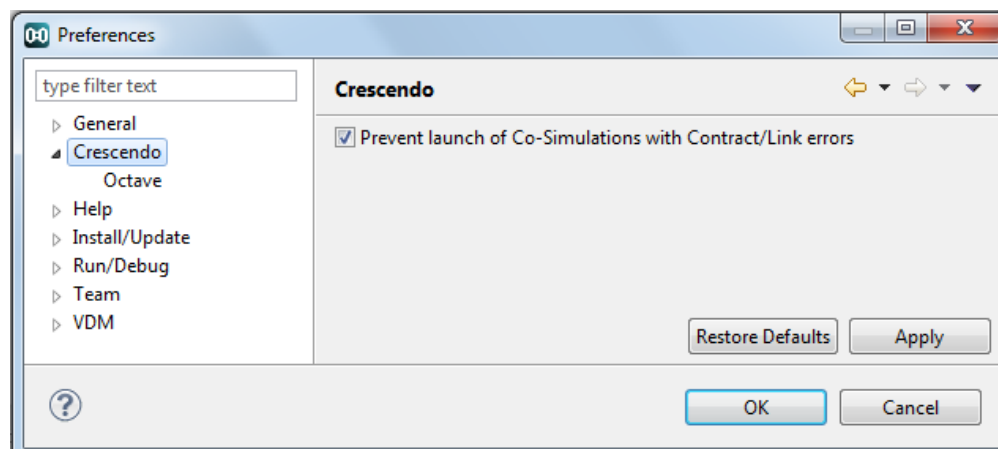 Preferences
type filter text
General
Crescendo
Octave
Help
Install/Update
Run/Debug
Team
VDM
Crescendo
Prevent launch of Co-Simulations with Contract/Link errors
Restore Defaults Apply
OK Cancel